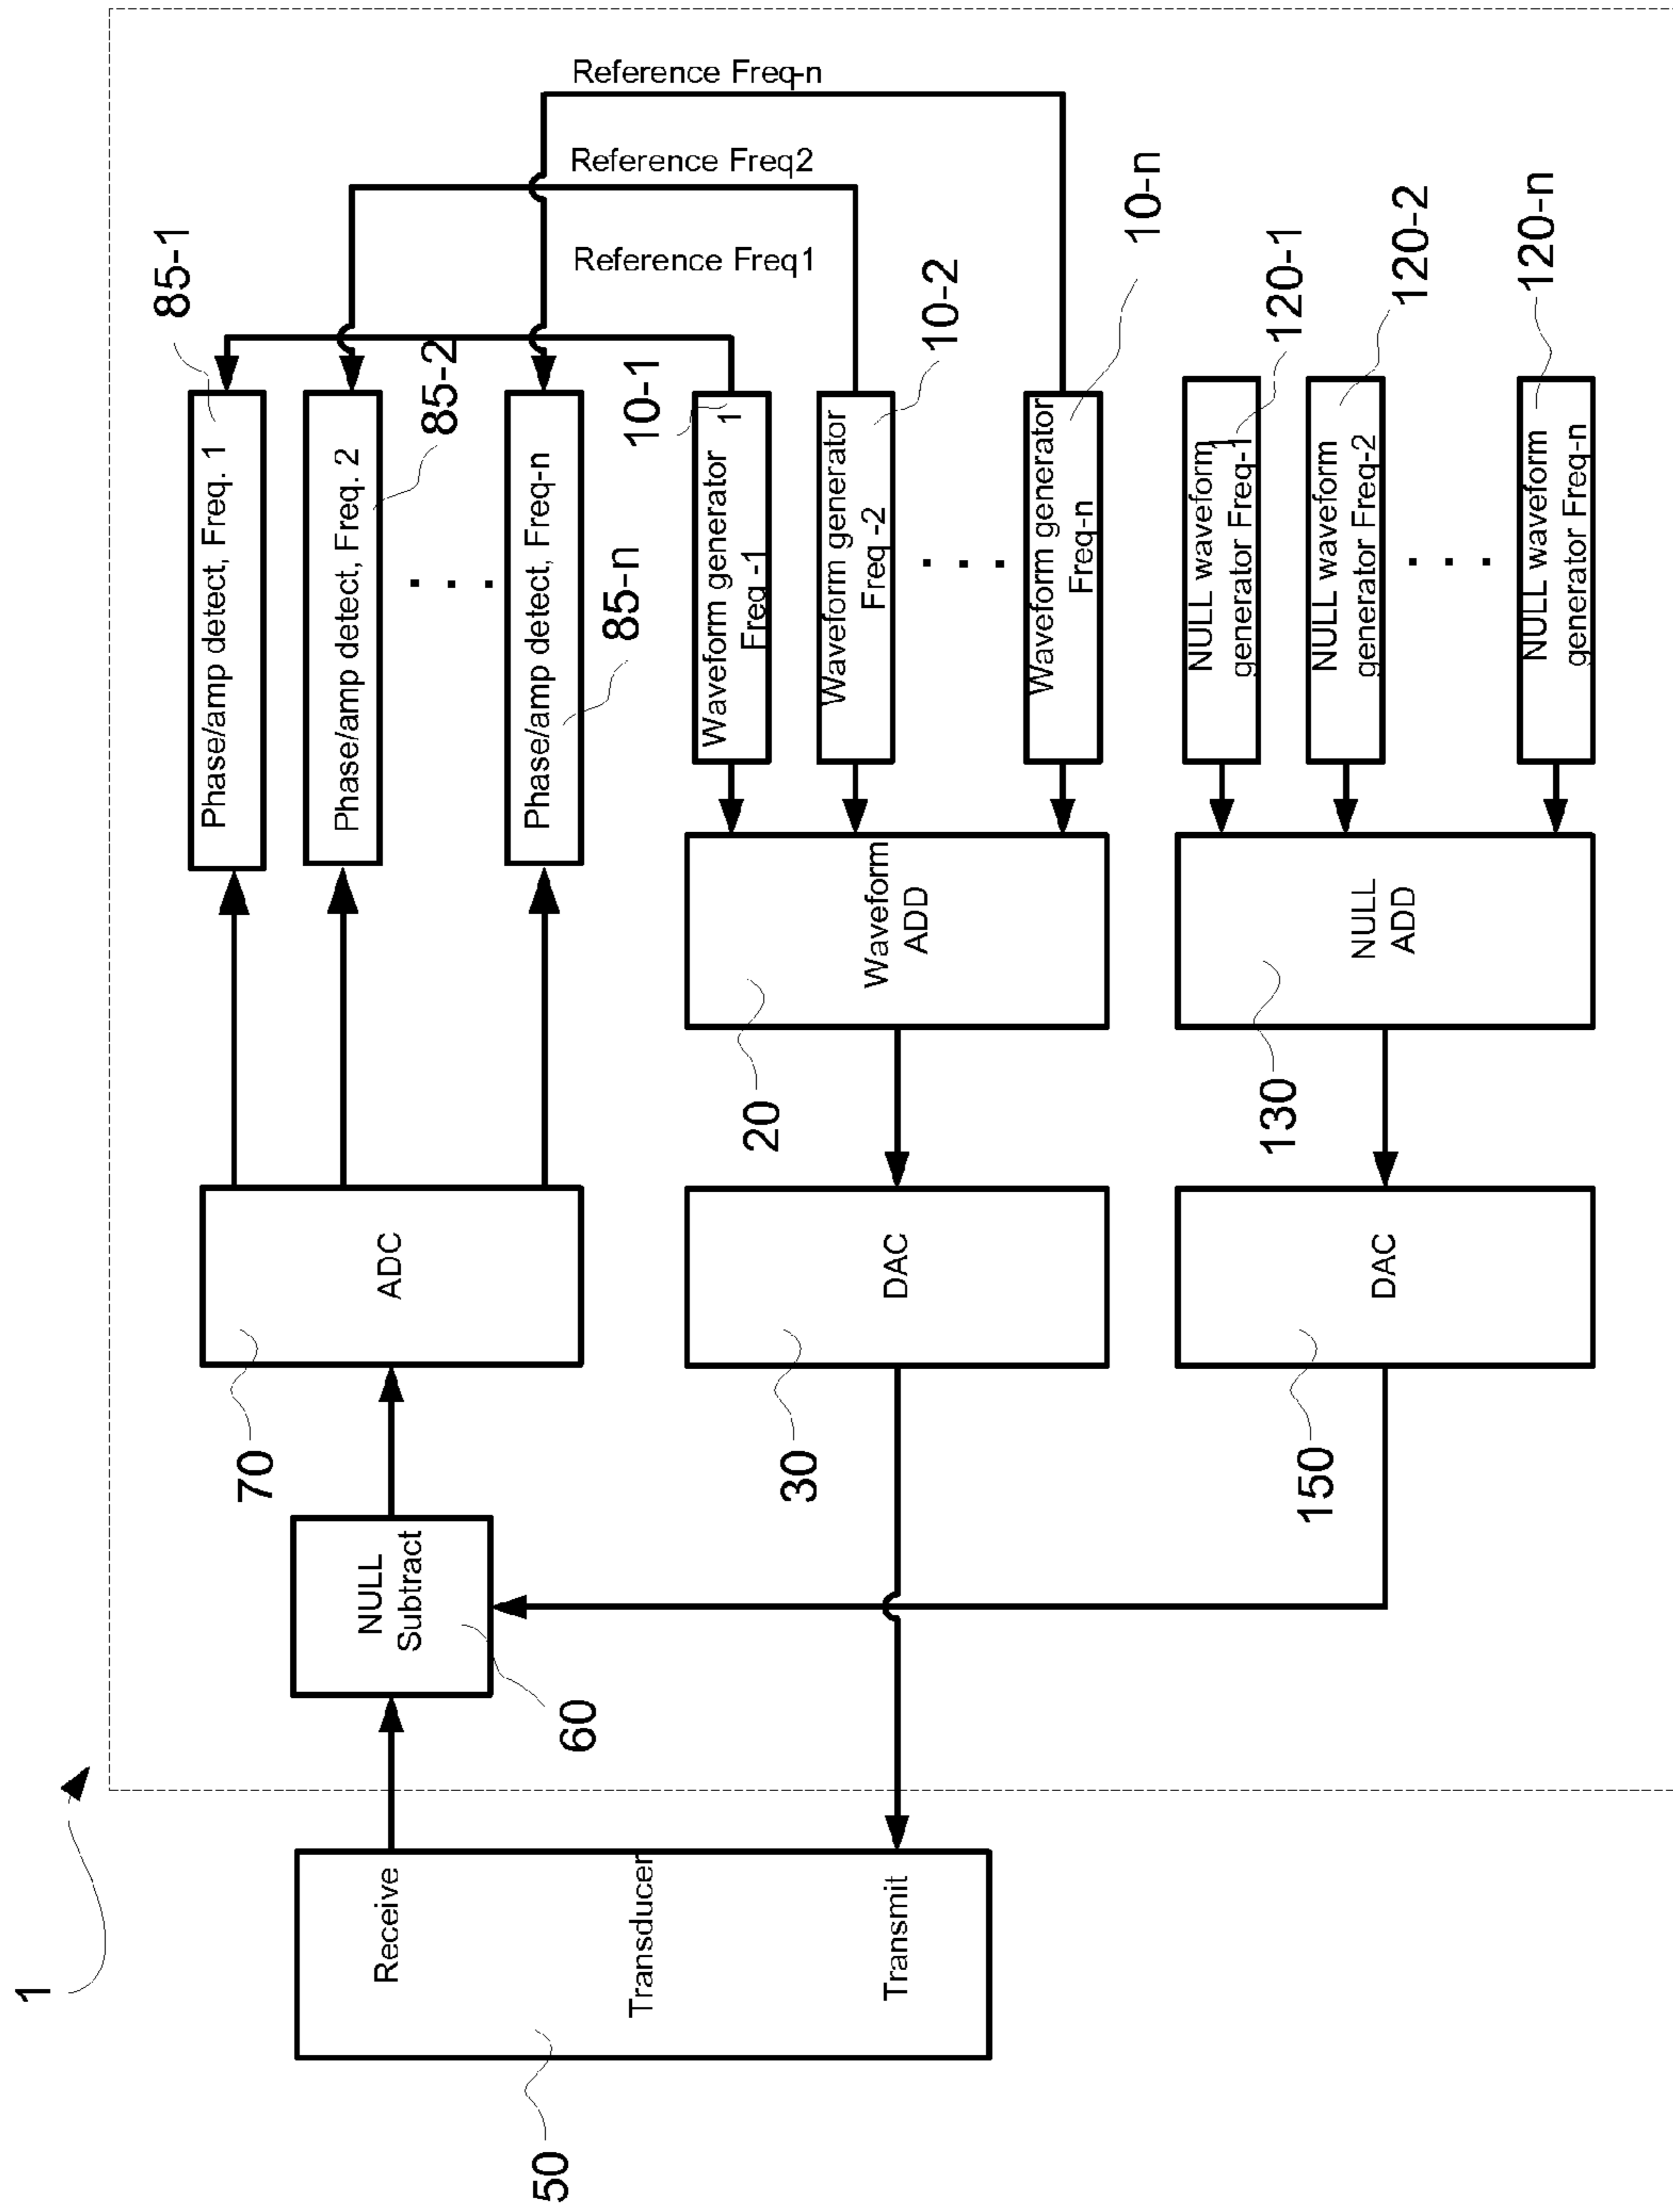 1
50
Receive
Transducer
Transmit
NULL
Subtract
60
70
ADC
30
DAC
150
DAC
20
Waveform
ADD
130
NULL
ADD
Phase/amp detect, Freq. 1
85-1
Phase/amp detect, Freq. 2
85-2
. . .
Phase/amp detect, Freq-n
85-n
Waveform generator 1
Freq -1
10-1
Waveform generator
Freq -2
10-2
. . .
Waveform generator
Freq-n
10-n
NULL waveform
generator Freq-1
120-1
NULL waveform
generator Freq-2
120-2
. . .
NULL waveform
generator Freq-n
120-n
Reference Freq-n
Reference Freq2
Reference Freq1